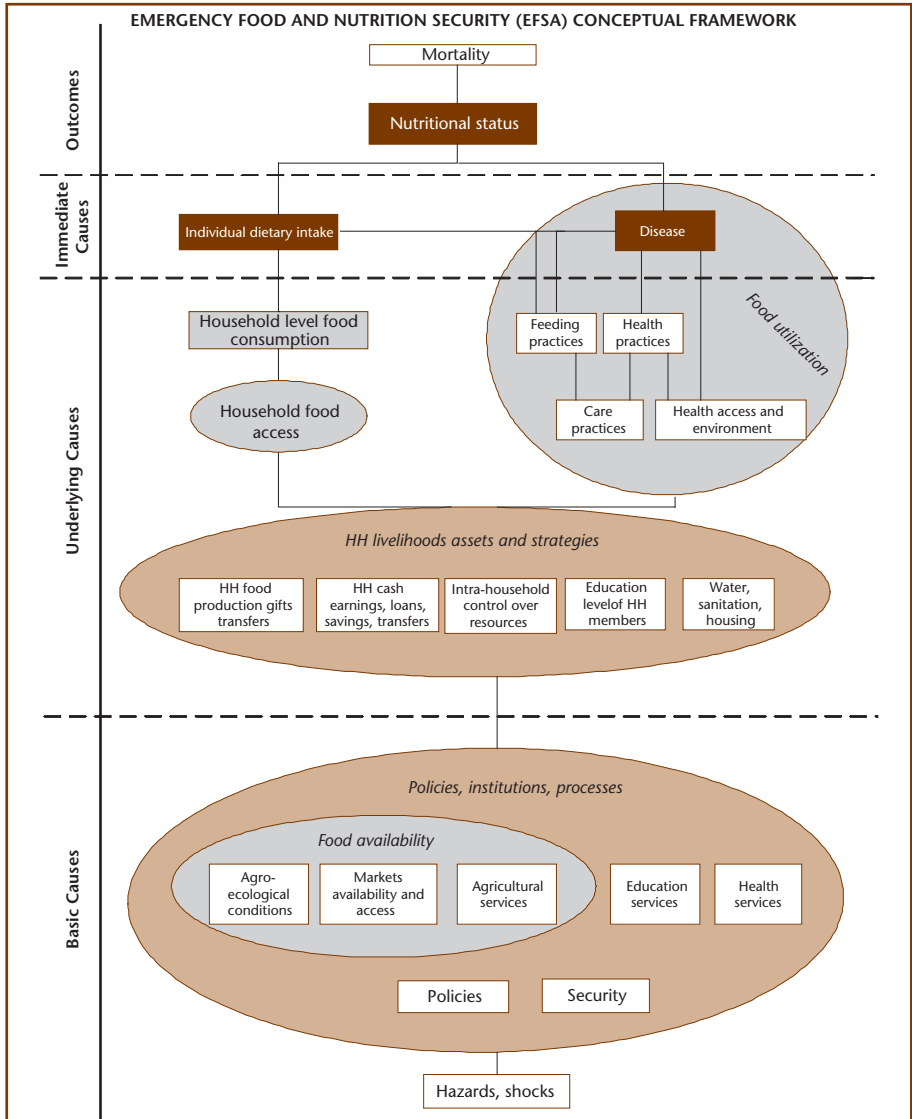 EMERGENCY FOOD AND NUTRITION SECURITY (EFSA) CONCEPTUAL FRAMEWORK
Outcomes
Mortality
Nutritional status
Immediate
Causes
Individual dietary intake
Disease
Underlying Causes
Household level food
consumption
Household food
access
Feeding
practices
Health
practices
Food utilization
Care
practices
Health access and
environment
HH livelihoods assets and strategies
HH food
production gifts
transfers
HH cash
earnings, loans,
savings, transfers
Intra-household
control over
resources
Education
levelof HH
members
Water,
sanitation,
housing
Basic Causes
Policies, institutions, processes
Food availability
Agro-
ecological
conditions
Markets
availability and
access
Agricultural
services
Education
services
Health
services
Policies
Security
Hazards, shocks